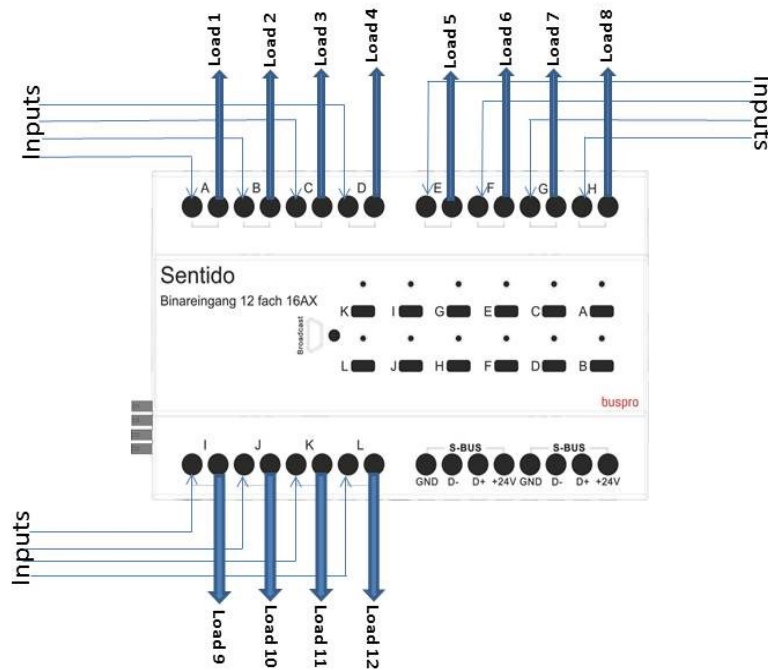 Load 1
Load 2
Load 3
Load 4
Load 5
Load 6
Load 7
Load 8
Inputs
Inputs
A B C D E F G H
Sentido
Binareingang 12 fach 16AX
Broadcast
K I G E C A
L J H F D B
buspro
I J K L
S-BUS S-BUS
GND D- D+ +24V GND D- D+ +24V
Inputs
Load 9
Load 10
Load 11
Load 12